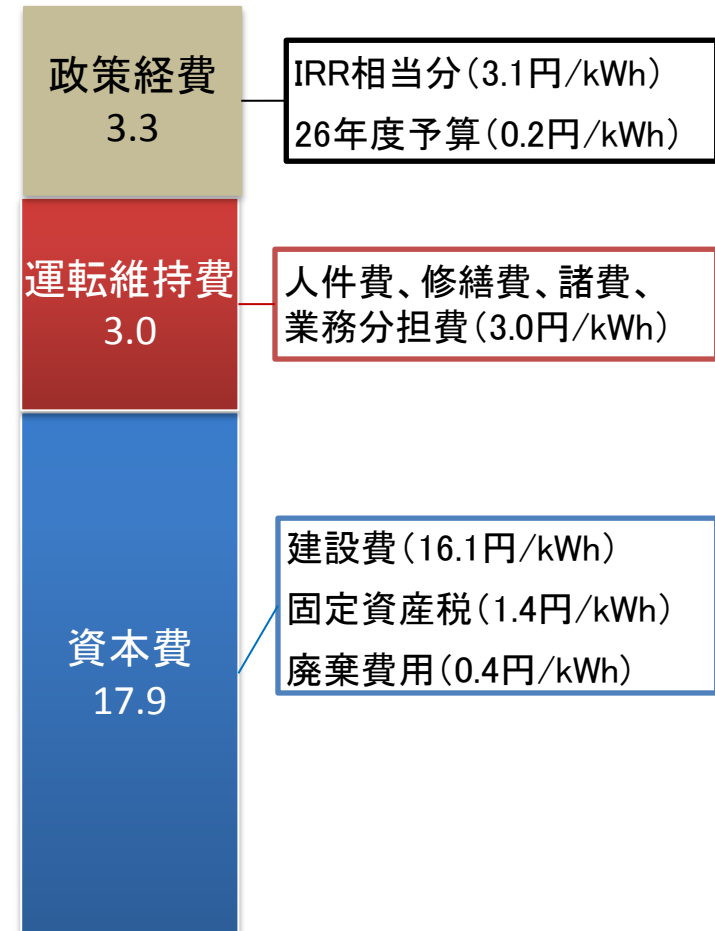 政策経費
3.3
IRR相当分（3.1円/kWh）
26年度予算（0.2円/kWh）
運転維持費
3.0
人件費、修繕費、諸費、
業務分担費（3.0円/kWh）
資本費
17.9
建設費（16.1円/kWh）
固定資産税（1.4円/kWh）
廃棄費用（0.4円/kWh）